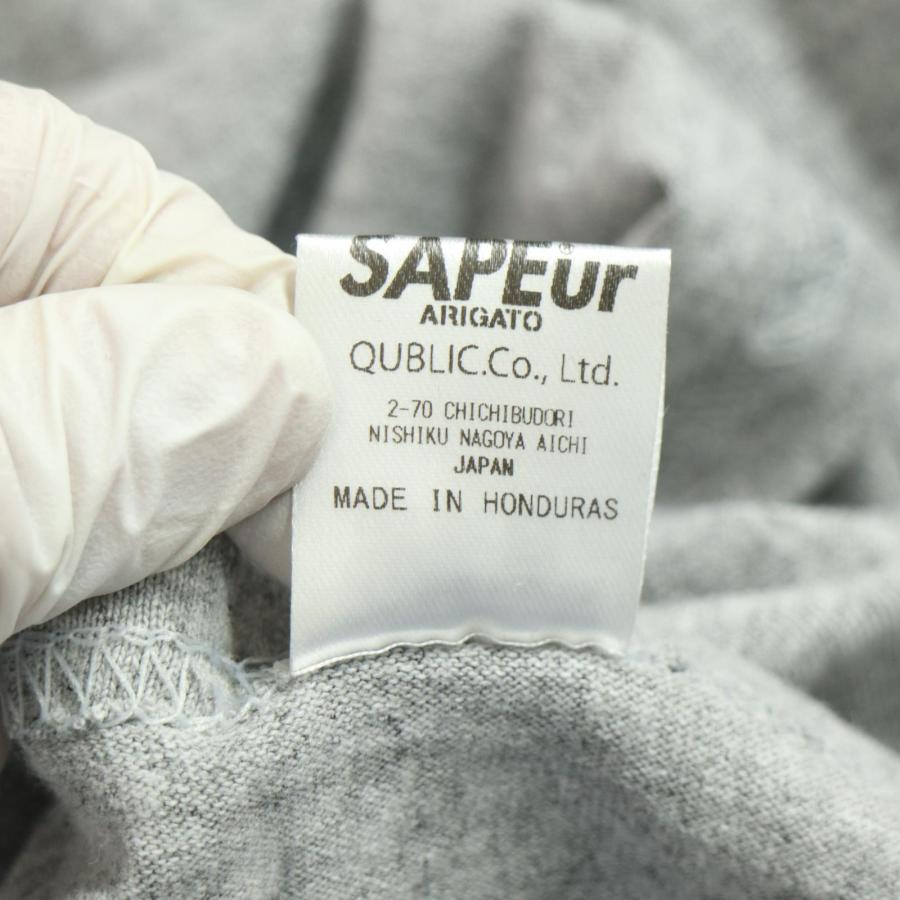 SAPEur®
ARIGATO
QUBLIC.Co., Ltd.
2-70 CHICHIBUDORI
NISHIKU NAGOYA AICHI
JAPAN
MADE IN HONDURAS